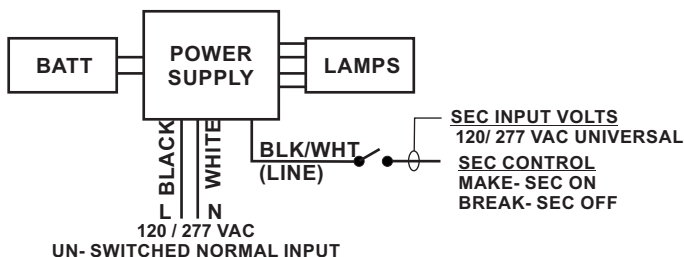 BATT
POWER
SUPPLY
LAMPS
BLACK
WHITE
L N
120 / 277 VAC
UN- SWITCHED NORMAL INPUT
BLK/WHT
(LINE)
SEC INPUT VOLTS
120/ 277 VAC UNIVERSAL
SEC CONTROL
MAKE- SEC ON
BREAK- SEC OFF